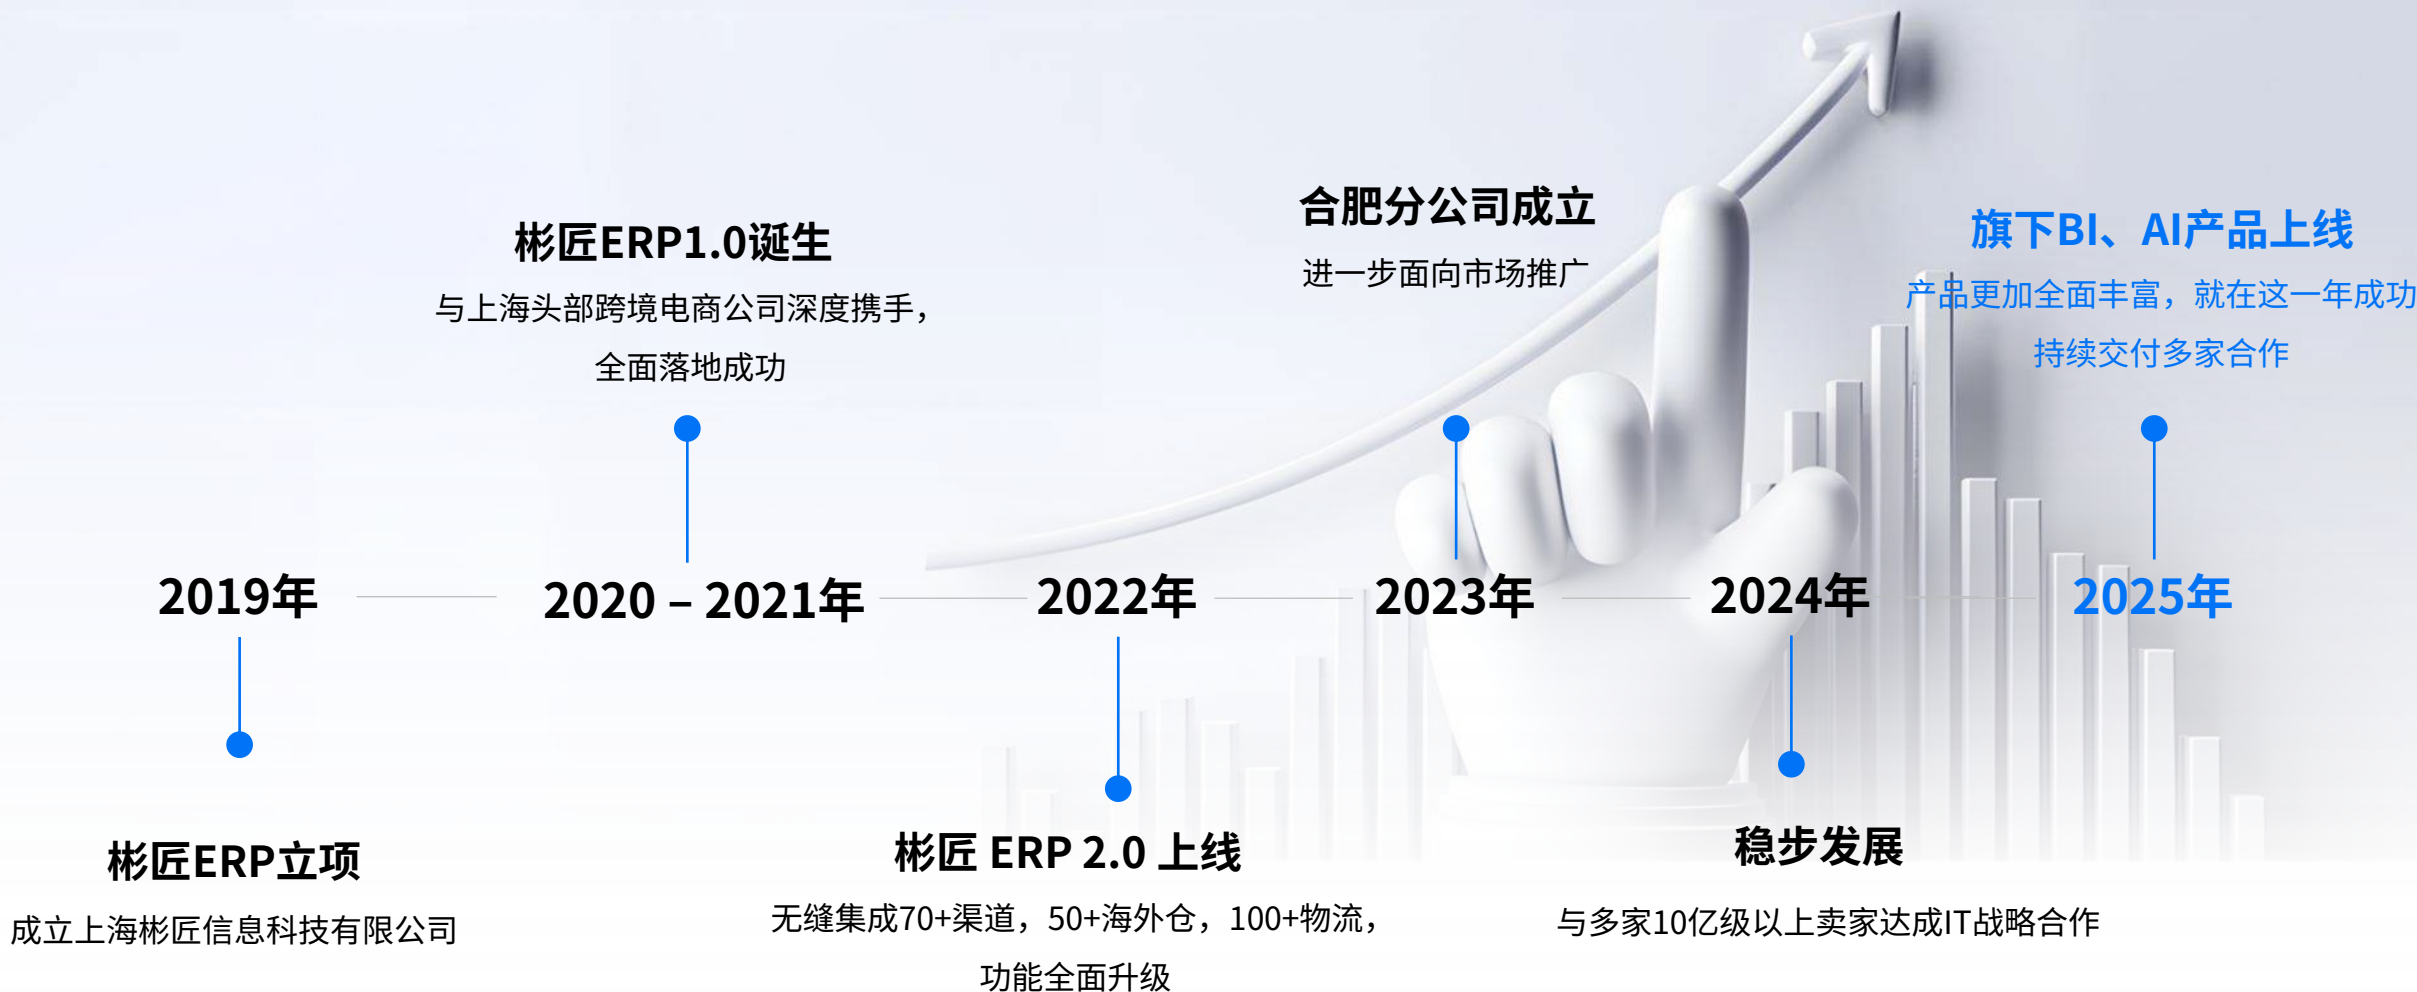 2019年
彬匠ERP立项
成立上海彬匠信息科技有限公司
彬匠ERP1.0诞生
与上海头部跨境电商公司深度携手，
全面落地成功
2020 – 2021年
2022年
彬匠 ERP 2.0 上线
无缝集成70+渠道，50+海外仓，100+物流，
功能全面升级
合肥分公司成立
进一步面向市场推广
2023年
2024年
稳步发展
与多家10亿级以上卖家达成IT战略合作
旗下BI、AI产品上线
产品更加全面丰富，就在这一年成功
持续交付多家合作
2025年